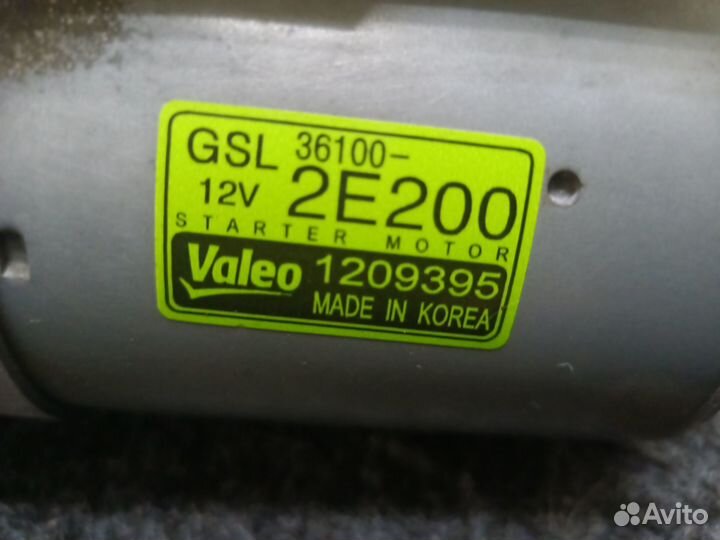 GSL 36100-
12V 2E200
STARTER MOTOR
Valeo 1209395
MADE IN KOREA
Avito